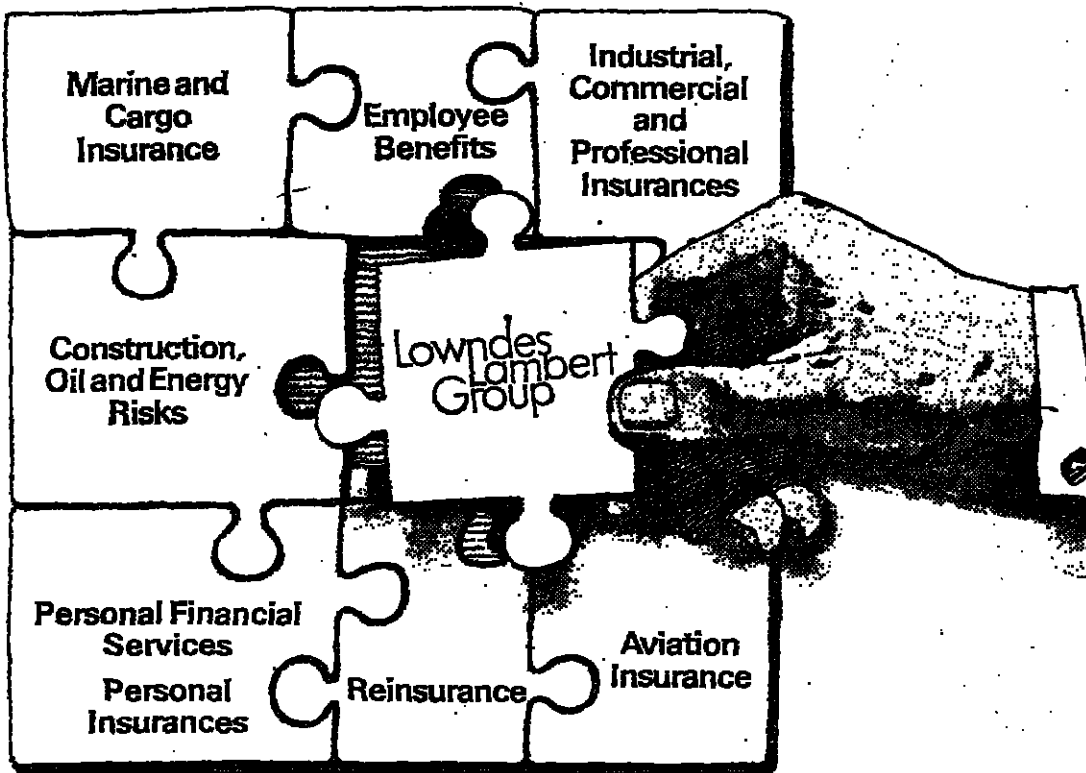 Marine and
Cargo
Insurance
Employee
Benefits
Industrial,
Commercial
and
Professional
Insurances
Construction,
Oil and Energy
Risks
Lowndes
Lambert
Group
Personal Financial
Services
Personal
Insurances
Reinsurance
Aviation
Insurance